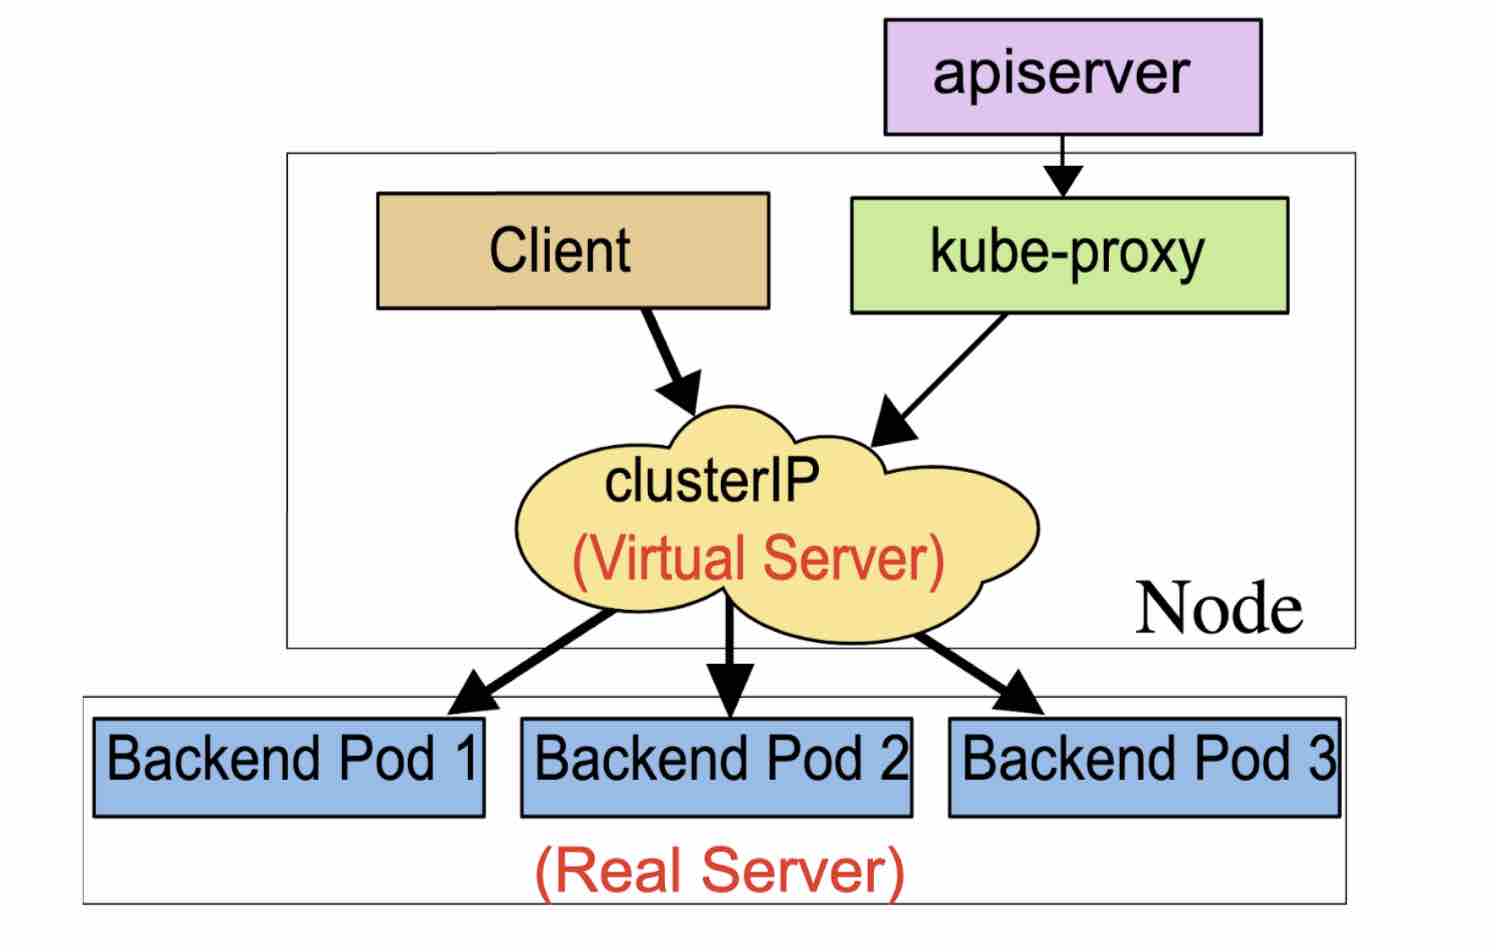 apiserver
Client
kube-proxy
clusterIP
(Virtual Server)
Node
Backend Pod 1
Backend Pod 2
Backend Pod 3
(Real Server)